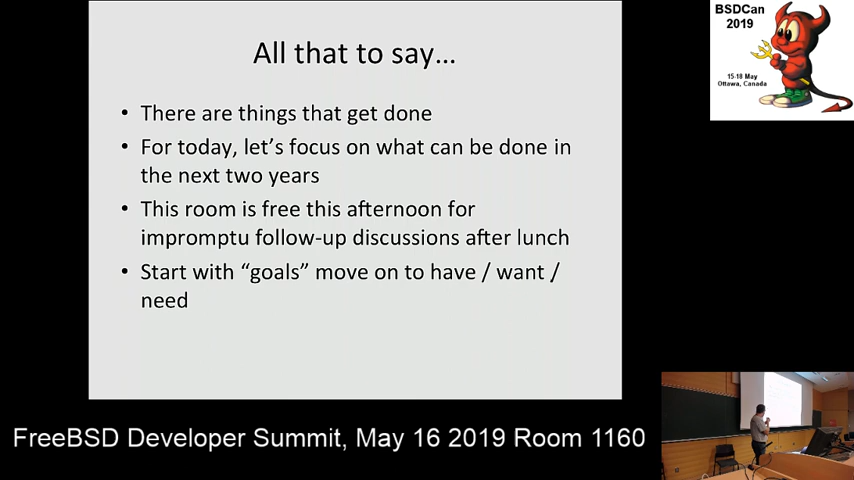 All that to say...
• There are things that get done
• For today, let's focus on what can be done in
the next two years
• This room is free this afternoon for
impromptu follow-up discussions after lunch
• Start with “goals” move on to have / want /
need
BSDCan
2019
15-18 May
Ottawa, Canada
FreeBSD Developer Summit, May 16 2019 Room 1160